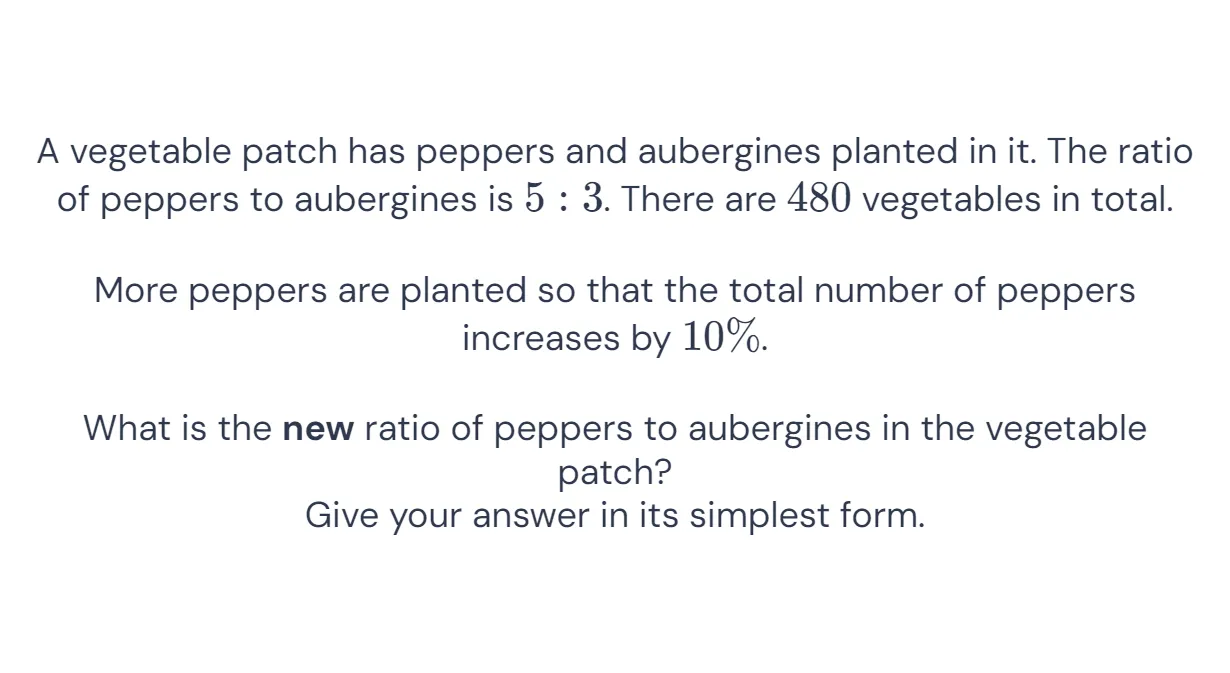 A vegetable patch has peppers and aubergines planted in it. The ratio
of peppers to aubergines is 5 : 3. There are 480 vegetables in total.
More peppers are planted so that the total number of peppers
increases by 10%.
What is the new ratio of peppers to aubergines in the vegetable
patch?
Give your answer in its simplest form.